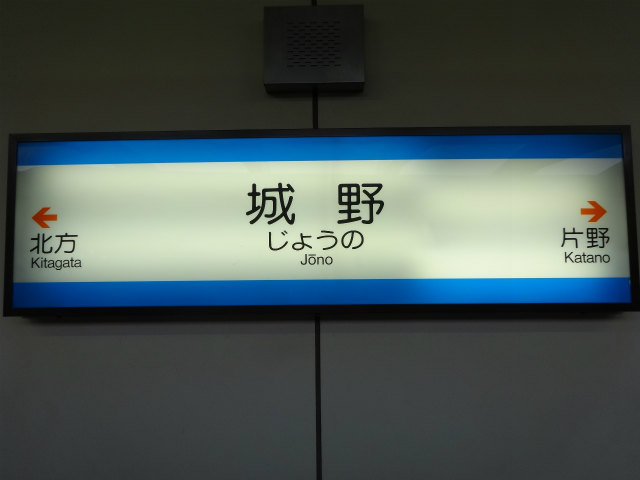 城野
じょうの
Jōno
北方
Kitagata
片野
Katano